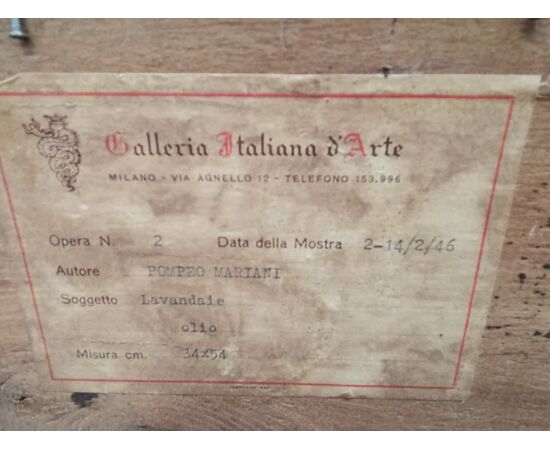 Galleria Italiana d'Arte
MILANO - VIA AGNELLO 12 - TELEFONO 153.996
Opera N. 2 Data della Mostra 2-14/2/46
Autore POMPEO MARIANI
Soggetto Lavandaie
olio
Misura cm. 34x54